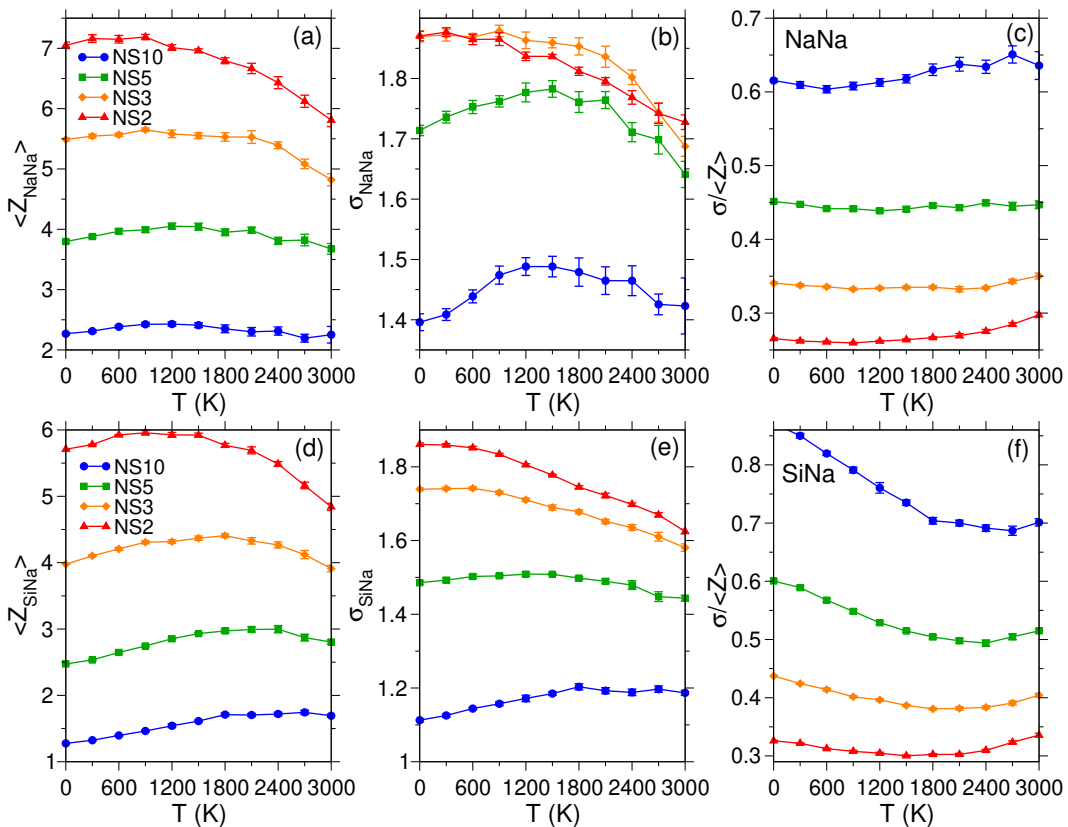 (a)
NS10
NS5
NS3
NS2
7
6
5
4
3
2
<Z_NaNa>
0 600 1200 1800 2400 3000
T (K)
(b)
1.8
1.7
1.6
1.5
1.4
σ_NaNa
0 600 1200 1800 2400 3000
T (K)
NaNa (c)
0.7
0.6
0.5
0.4
0.3
σ/<Z>
0 600 1200 1800 2400 3000
T (K)
(d)
NS10
NS5
NS3
NS2
6
5
4
3
2
1
<Z_SiNa>
0 600 1200 1800 2400 3000
T (K)
(e)
1.8
1.6
1.4
1.2
1
σ_SiNa
0 600 1200 1800 2400 3000
T (K)
(f)
SiNa
0.8
0.7
0.6
0.5
0.4
0.3
σ/<Z>
0 600 1200 1800 2400 3000
T (K)